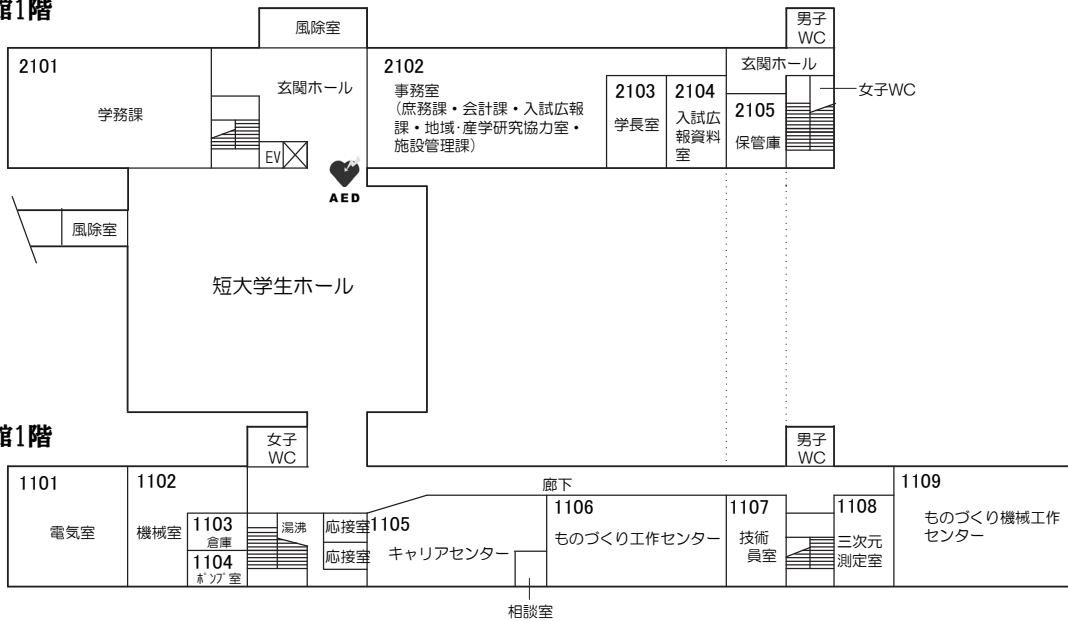 館1階
風除室
男子
WC
2101
学務課
玄関ホール
EV
AED
2102
事務室
(庶務課・会計課・入試広報
課・地域・産学研究協力室・
施設管理課)
2103
学長室
2104
入試広
報資料
室
玄関ホール
2105
保管庫
女子WC
風除室
短大学生ホール
館1階
女子
WC
男子
WC
1101
電気室
1102
機械室
1103
倉庫
1104
ポンプ室
湯沸
応接室
応接室
1105
キャリアセンター
相談室
廊下
1106
ものづくり工作センター
1107
技術
員室
1108
三次元
測定室
1109
ものづくり機械工作
センター